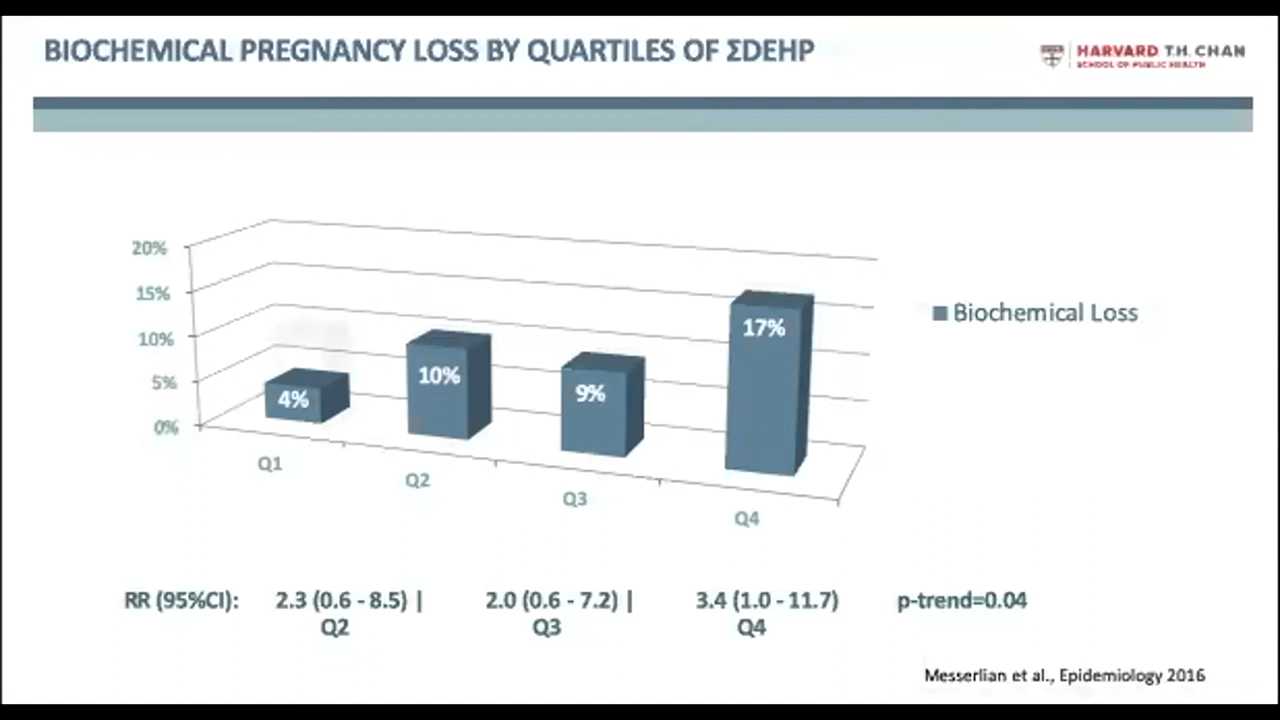 BIOCHEMICAL PREGNANCY LOSS BY QUARTILES OF ΣDEHP
HARVARD T.H. CHAN
SCHOOL OF PUBLIC HEALTH
20%
15%
10%
5%
0%
4%
10%
9%
17%
Q1
Q2
Q3
Q4
Biochemical Loss
RR (95%CI): 2.3 (0.6 - 8.5) | 2.0 (0.6 - 7.2) | 3.4 (1.0 - 11.7) p-trend=0.04
Q2 Q3 Q4
Messerlian et al., Epidemiology 2016